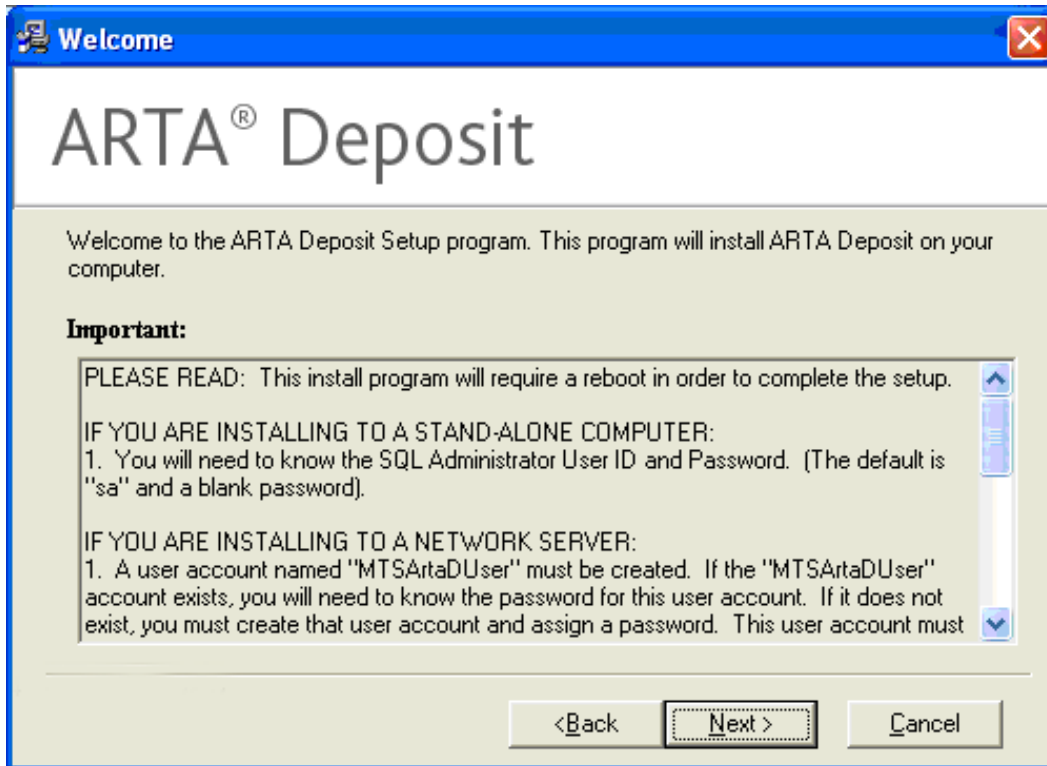 Welcome
ARTA® Deposit
Welcome to the ARTA Deposit Setup program. This program will install ARTA Deposit on your
computer.
Important:
PLEASE READ:  This install program will require a reboot in order to complete the setup.
IF YOU ARE INSTALLING TO A STAND-ALONE COMPUTER:
1.  You will need to know the SQL Administrator User ID and Password.  (The default is
"sa" and a blank password).
IF YOU ARE INSTALLING TO A NETWORK SERVER:
1.  A user account named "MTSArtaDUser" must be created.  If the "MTSArtaDUser"
account exists, you will need to know the password for this user account.  If it does not
exist, you must create that user account and assign a password.  This user account must
<Back
Next >
Cancel